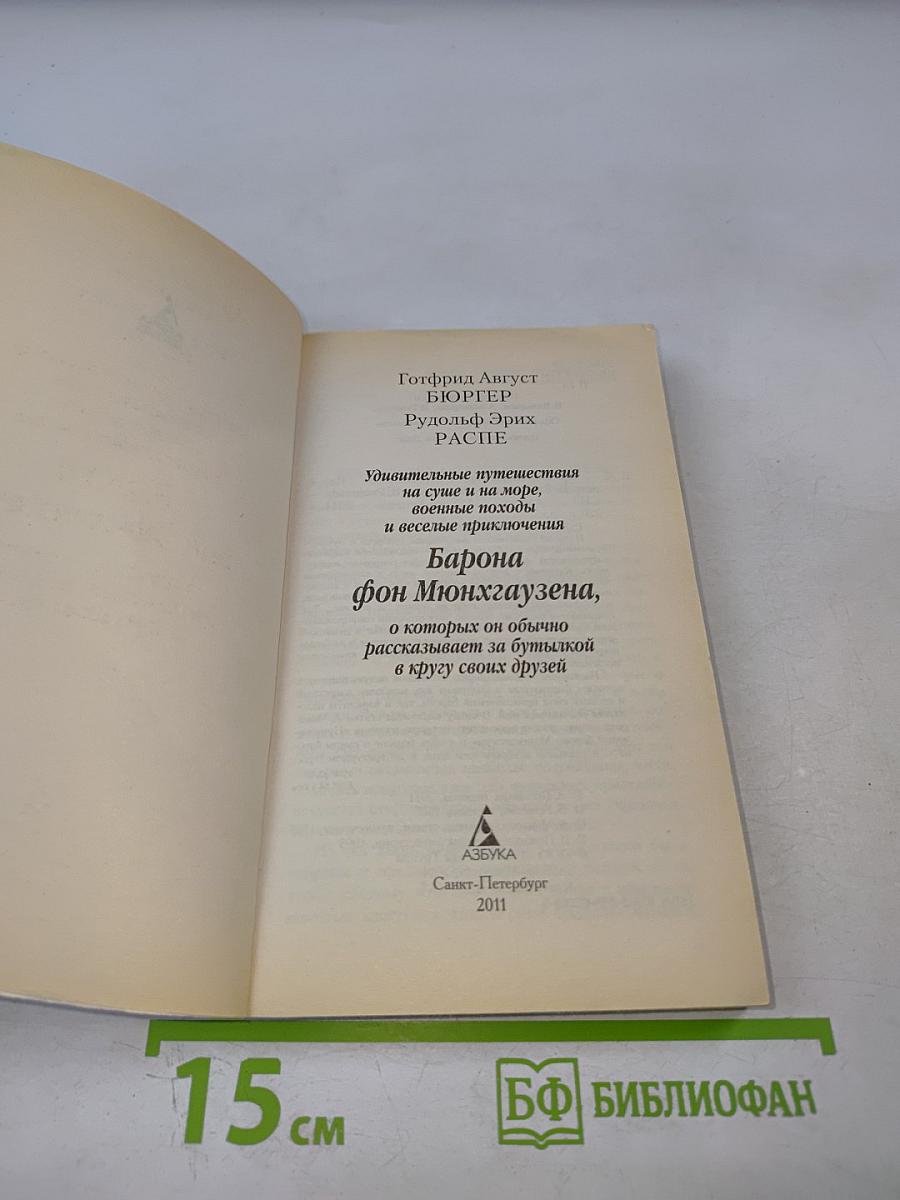 Готфрид Август
БЮРГЕР
Рудольф Эрих
РАСПЕ
Удивительные путешествия
на суше и на море,
военные походы
и веселые приключения
Барона
фон Мюнхгаузена,
о которых он обычно
рассказывает за бутылкой
в кругу своих друзей
АЗБУКА
Санкт-Петербург
2011
15 см
БФ БИБЛИОФАН